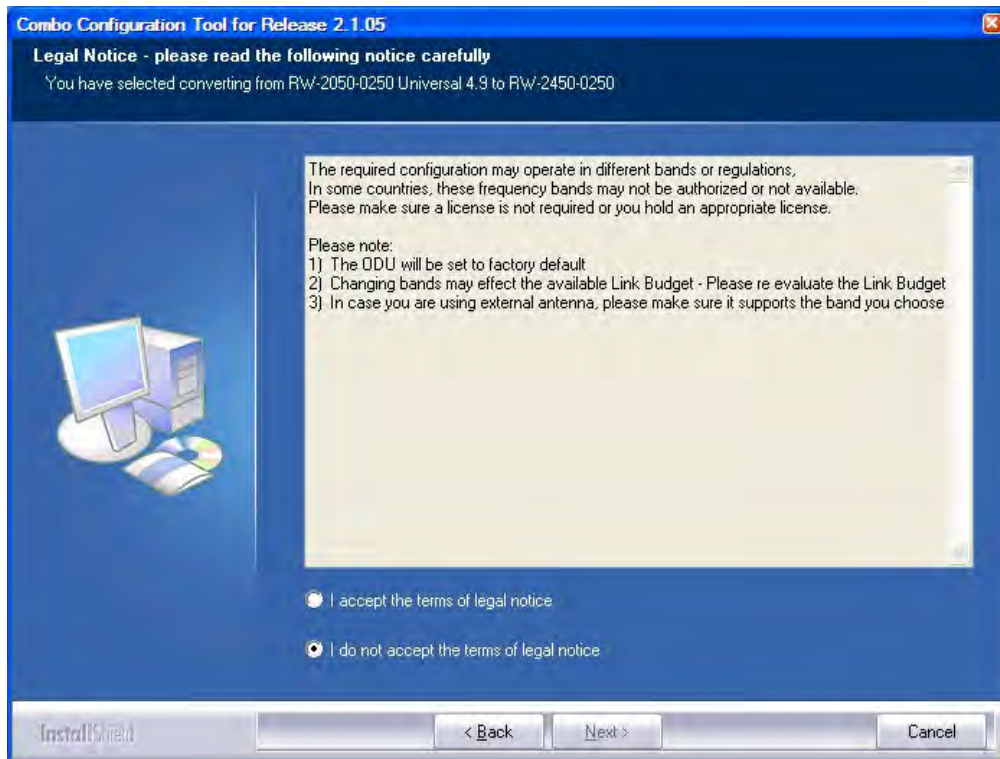 Combo Configuration Tool for Release 2.1.05
Legal Notice - please read the following notice carefully
You have selected converting from RW-2050-0250 Universal 4.9 to RW-2450-0250
The required configuration may operate in different bands or regulations,
In some countries, these frequency bands may not be authorized or not available.
Please make sure a license is not required or you hold an appropriate license.
Please note:
1) The ODU will be set to factory default
2) Changing bands may effect the available Link Budget - Please re evaluate the Link Budget
3) In case you are using external antenna, please make sure it supports the band you choose
I accept the terms of legal notice
I do not accept the terms of legal notice
InstallShield
< Back
Next >
Cancel